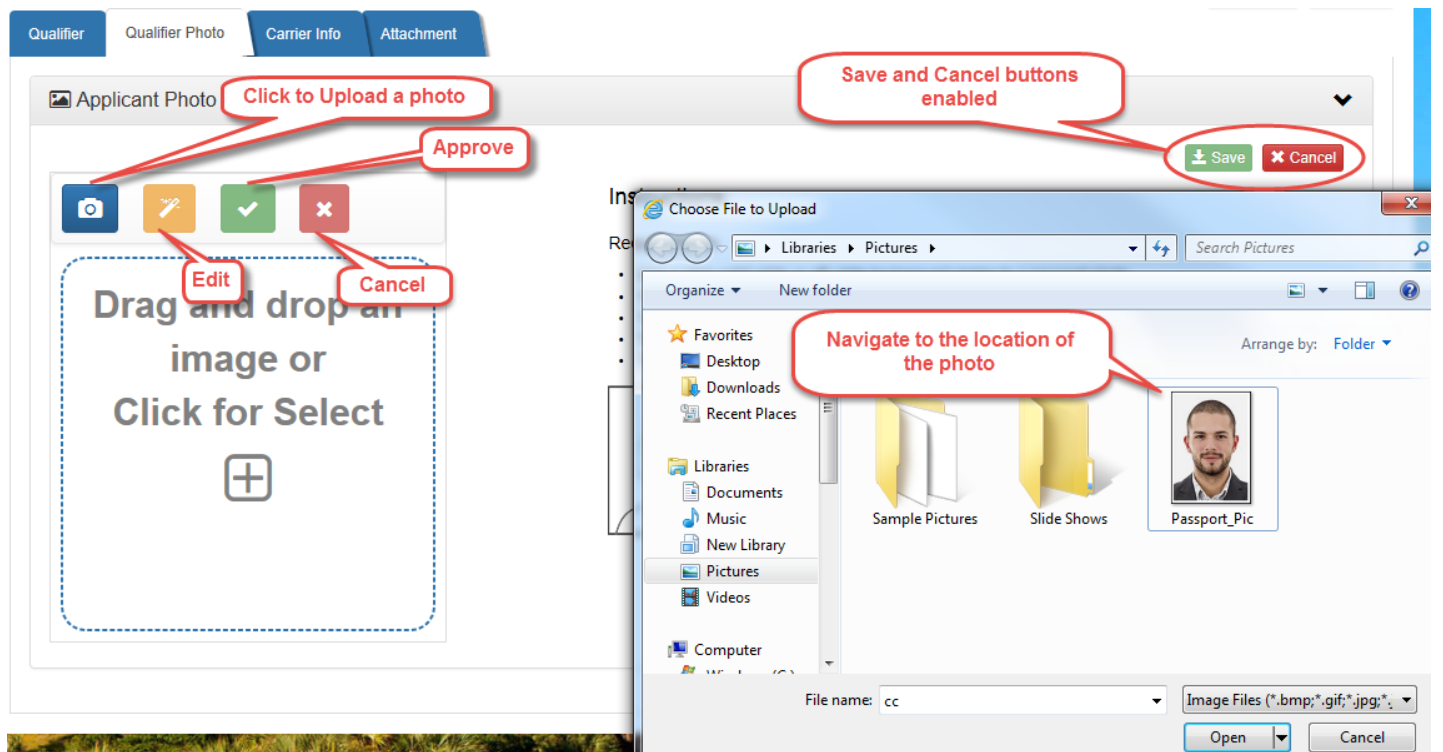 Qualifier
Qualifier Photo
Carrier Info
Attachment
Applicant Photo
Click to Upload a photo
Save and Cancel buttons
enabled
Approve
Save
Cancel
Edit
Cancel
Drag and drop an
image or
Click for Select
Choose File to Upload
Libraries
Pictures
Search Pictures
Organize
New folder
Favorites
Desktop
Downloads
Recent Places
Libraries
Documents
Music
New Library
Pictures
Videos
Computer
Navigate to the location of
the photo
Arrange by: Folder
Sample Pictures
Slide Shows
Passport_Pic
File name: cc
Image Files (*.bmp;*.gif;*.jpg;*.
Open
Cancel